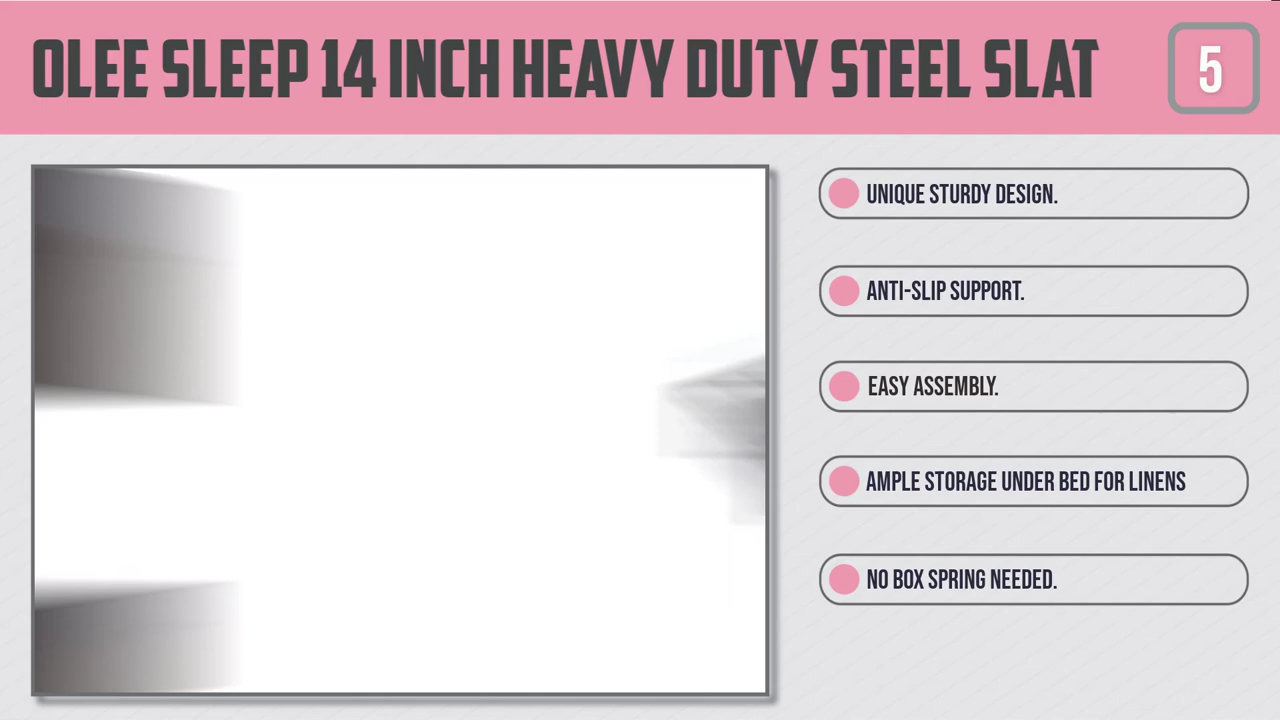 OLEE SLEEP 14 INCH HEAVY DUTY STEEL SLAT
5
UNIQUE STURDY DESIGN.
ANTI-SLIP SUPPORT.
EASY ASSEMBLY.
AMPLE STORAGE UNDER BED FOR LINENS
NO BOX SPRING NEEDED.